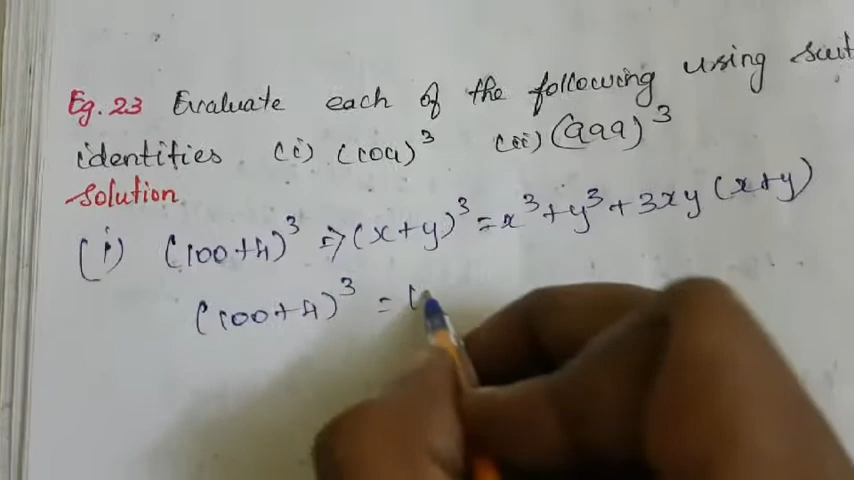 Eg. 23 Evaluate each of the following using suit
identities (i) (104)³ (ii) (999)³
Solution
(i) (100+4)³ ⇒ (x+y)³ = x³+y³+3xy(x+y)
(100+4)³ = (